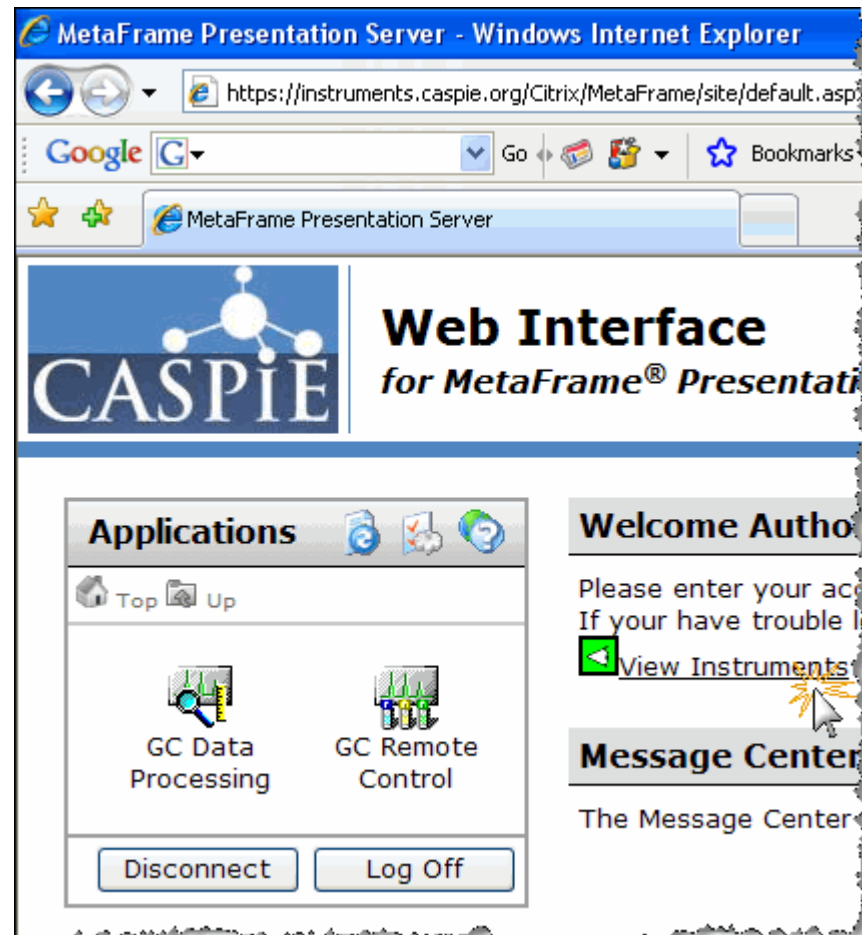 MetaFrame Presentation Server - Windows Internet Explorer
https://instruments.caspie.org/Citrix/MetaFrame/site/default.asp
Google G Go Bookmarks
MetaFrame Presentation Server
CASPiE
Web Interface
for MetaFrame® Presentati
Applications
Top Up
GC Data
Processing
GC Remote
Control
Disconnect Log Off
Welcome Autho
Please enter your ac
If your have trouble l
View Instruments
Message Center
The Message Center